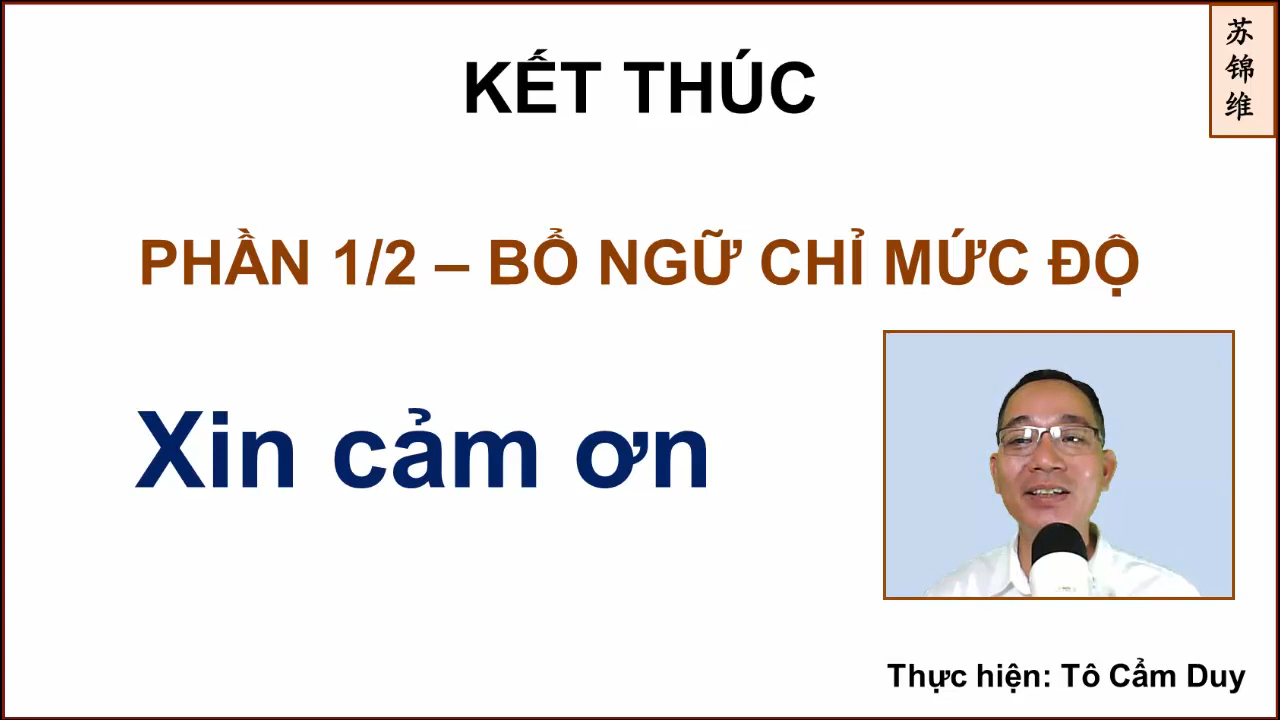 KẾT THÚC
苏
锦
维
PHẦN 1/2 – BỔ NGỮ CHỈ MỨC ĐỘ
Xin cảm ơn
Thực hiện: Tô Cẩm Duy